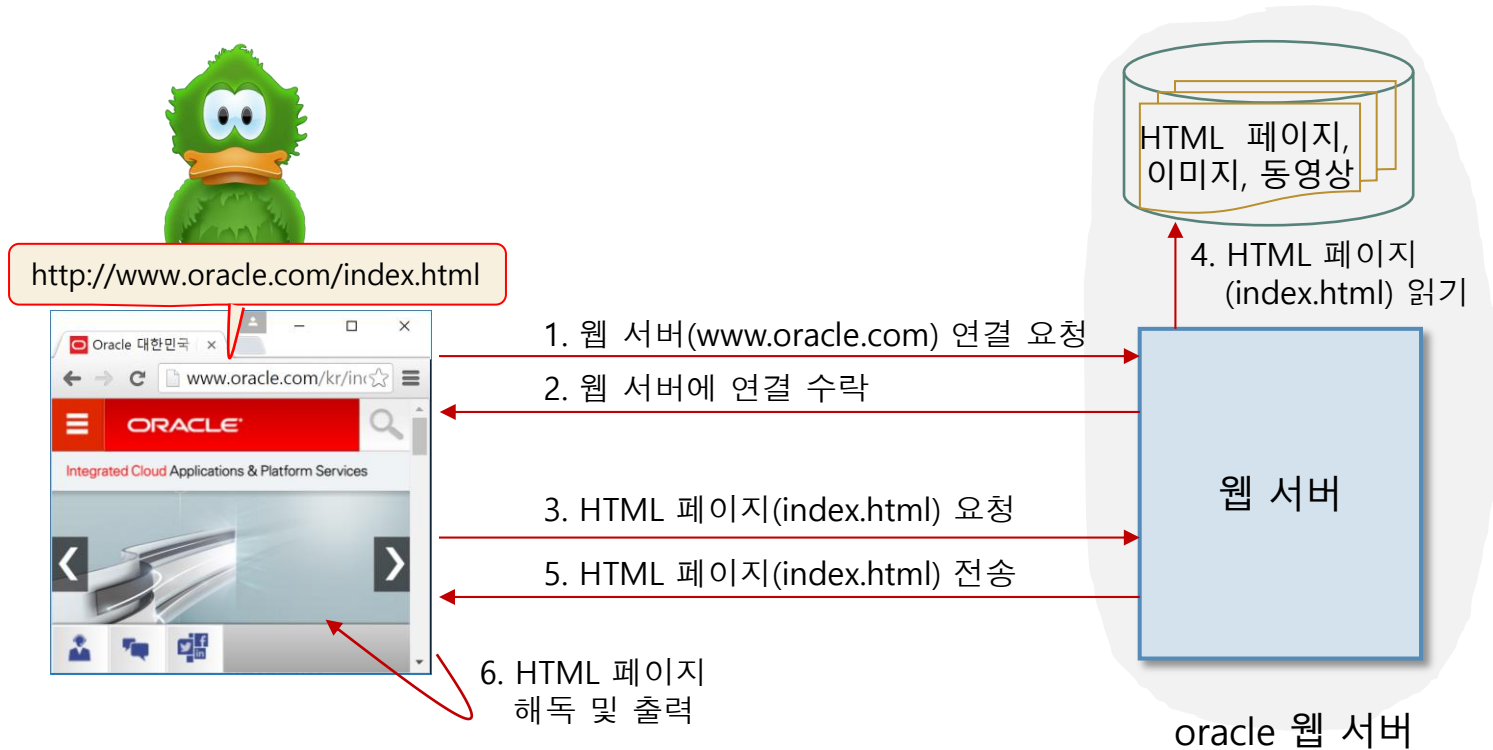 HTML 페이지,
이미지, 동영상
http://www.oracle.com/index.html
4. HTML 페이지
(index.html) 읽기
Oracle 대한민국
www.oracle.com/kr/in
1. 웹 서버(www.oracle.com) 연결 요청
2. 웹 서버에 연결 수락
ORACLE
Integrated Cloud Applications & Platform Services
웹 서버
3. HTML 페이지(index.html) 요청
5. HTML 페이지(index.html) 전송
6. HTML 페이지
해독 및 출력
oracle 웹 서버